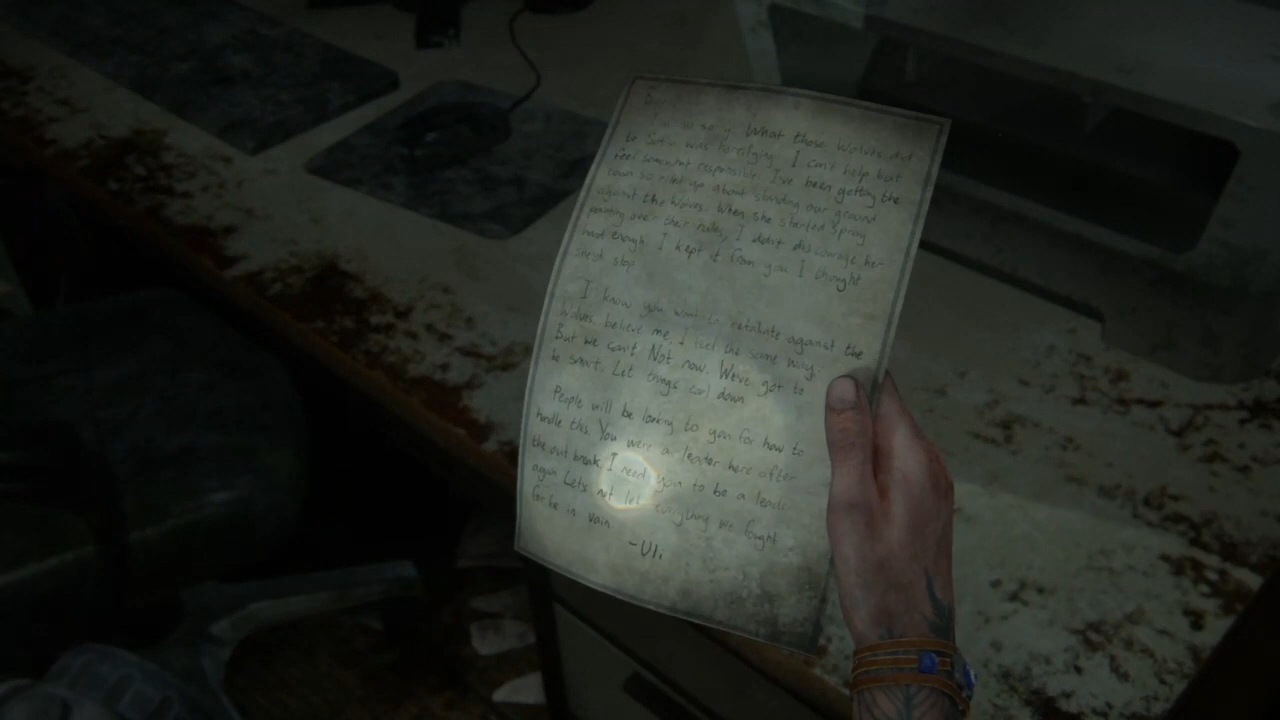 I'm so sorry. What those Wolves did
to was horrifying. I can't help but
feel somewhat responsible. I've been getting the
town so riled up about standing our ground
against the Wolves. When she started spray
painting over their rules, I didn't discourage her
hard enough. I kept it from you. I thought
she'd stop.
I know you want to retaliate against the
Wolves, believe me, I feel the same way.
But we can't. Not now. We've got to
be smart. Let things cool down
People will be looking to you for how to
handle this. You were a leader here after
the out break. I need you to be a leader
again Lets not let everything we fought
for be in vain.
-Uli